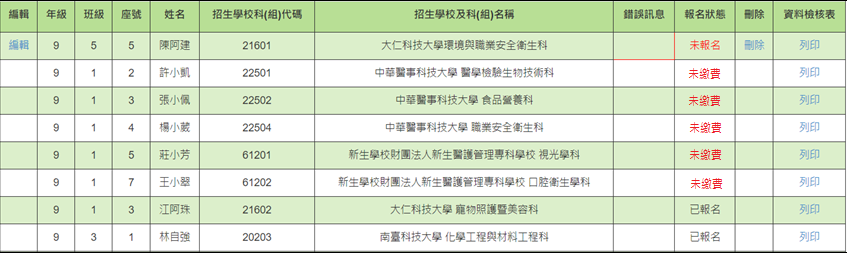 編輯 年級 班級 座號 姓名 招生學校科(組)代碼 招生學校及科(組)名稱 錯誤訊息 報名狀態 刪除 資料檢核表
編輯 9 5 5 陳阿建 21601 大仁科技大學環境與職業安全衛生科 未報名 刪除 列印
9 1 2 許小凱 22501 中華醫事科技大學 醫學檢驗生物技術科 未繳費 列印
9 1 3 張小佩 22502 中華醫事科技大學 食品營養科 未繳費 列印
9 1 4 楊小葳 22504 中華醫事科技大學 職業安全衛生科 未繳費 列印
9 1 5 莊小芳 61201 新生學校財團法人新生醫護管理專科學校 視光學科 未繳費 列印
9 1 7 王小翠 61202 新生學校財團法人新生醫護管理專科學校 口腔衛生學科 未繳費 列印
9 1 3 江阿珠 21602 大仁科技大學 寵物照護暨美容科 已報名 列印
9 3 1 林自強 20203 南臺科技大學 化學工程與材料工程科 已報名 列印